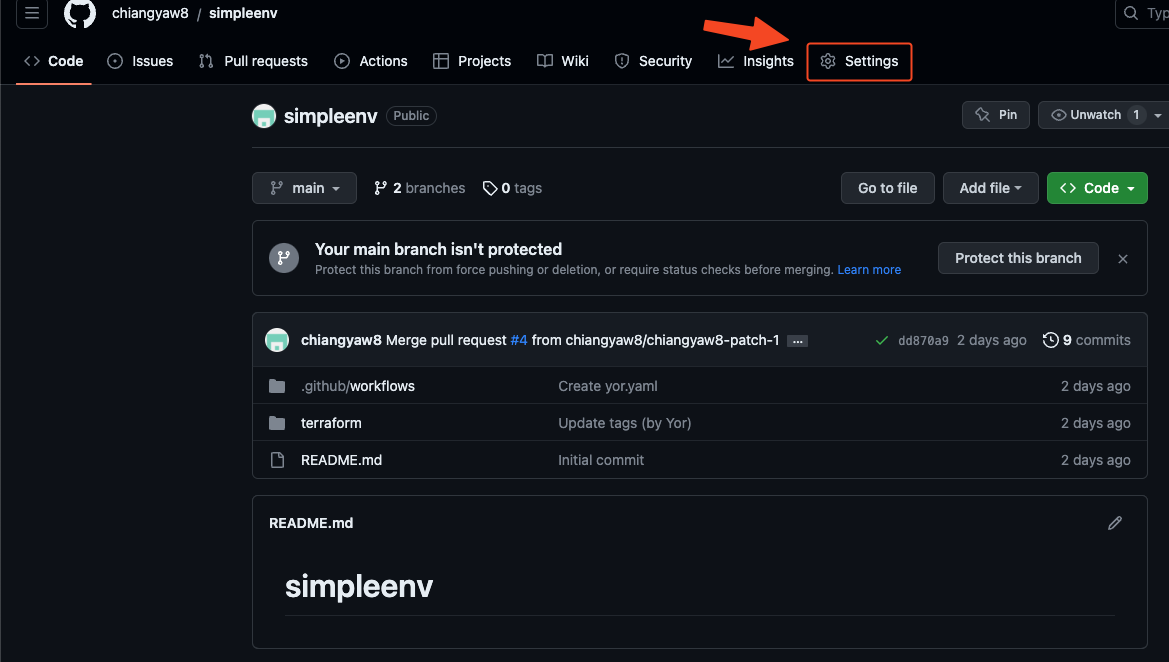 chiangyaw8 / simpleenv
Typ
Code Issues Pull requests Actions Projects Wiki Security Insights Settings
simpleenv Public
Pin Unwatch 1
main 2 branches 0 tags
Go to file Add file Code
Your main branch isn't protected
Protect this branch from force pushing or deletion, or require status checks before merging. Learn more
Protect this branch
chiangyaw8 Merge pull request #4 from chiangyaw8/chiangyaw8-patch-1 ... dd870a9 2 days ago 9 commits
.github/workflows Create yor.yaml 2 days ago
terraform Update tags (by Yor) 2 days ago
README.md Initial commit 2 days ago
README.md
simpleenv